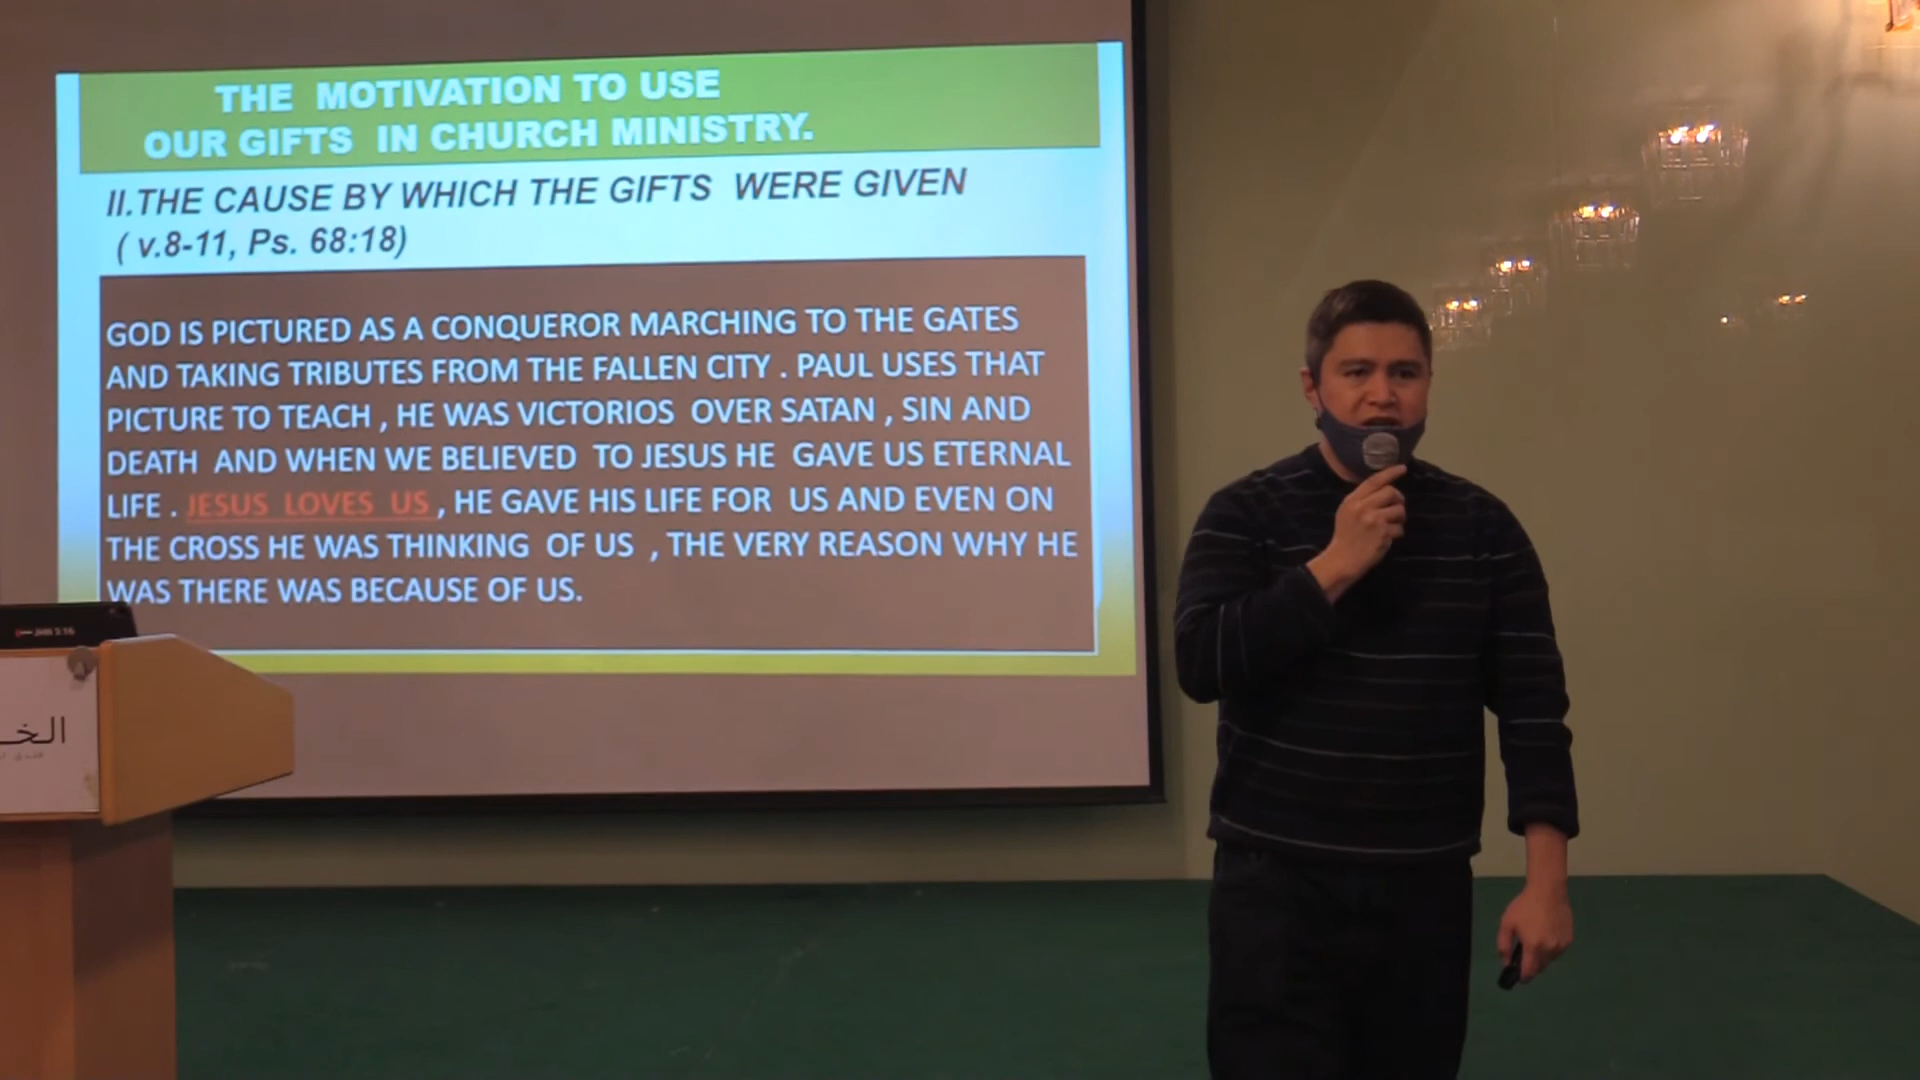 THE MOTIVATION TO USE
OUR GIFTS IN CHURCH MINISTRY.
II.THE CAUSE BY WHICH THE GIFTS WERE GIVEN
( v.8-11, Ps. 68:18)
GOD IS PICTURED AS A CONQUEROR MARCHING TO THE GATES
AND TAKING TRIBUTES FROM THE FALLEN CITY . PAUL USES THAT
PICTURE TO TEACH , HE WAS VICTORIOS OVER SATAN , SIN AND
DEATH AND WHEN WE BELIEVED TO JESUS HE GAVE US ETERNAL
LIFE . JESUS LOVES US , HE GAVE HIS LIFE FOR US AND EVEN ON
THE CROSS HE WAS THINKING OF US , THE VERY REASON WHY HE
WAS THERE WAS BECAUSE OF US.
الخـ